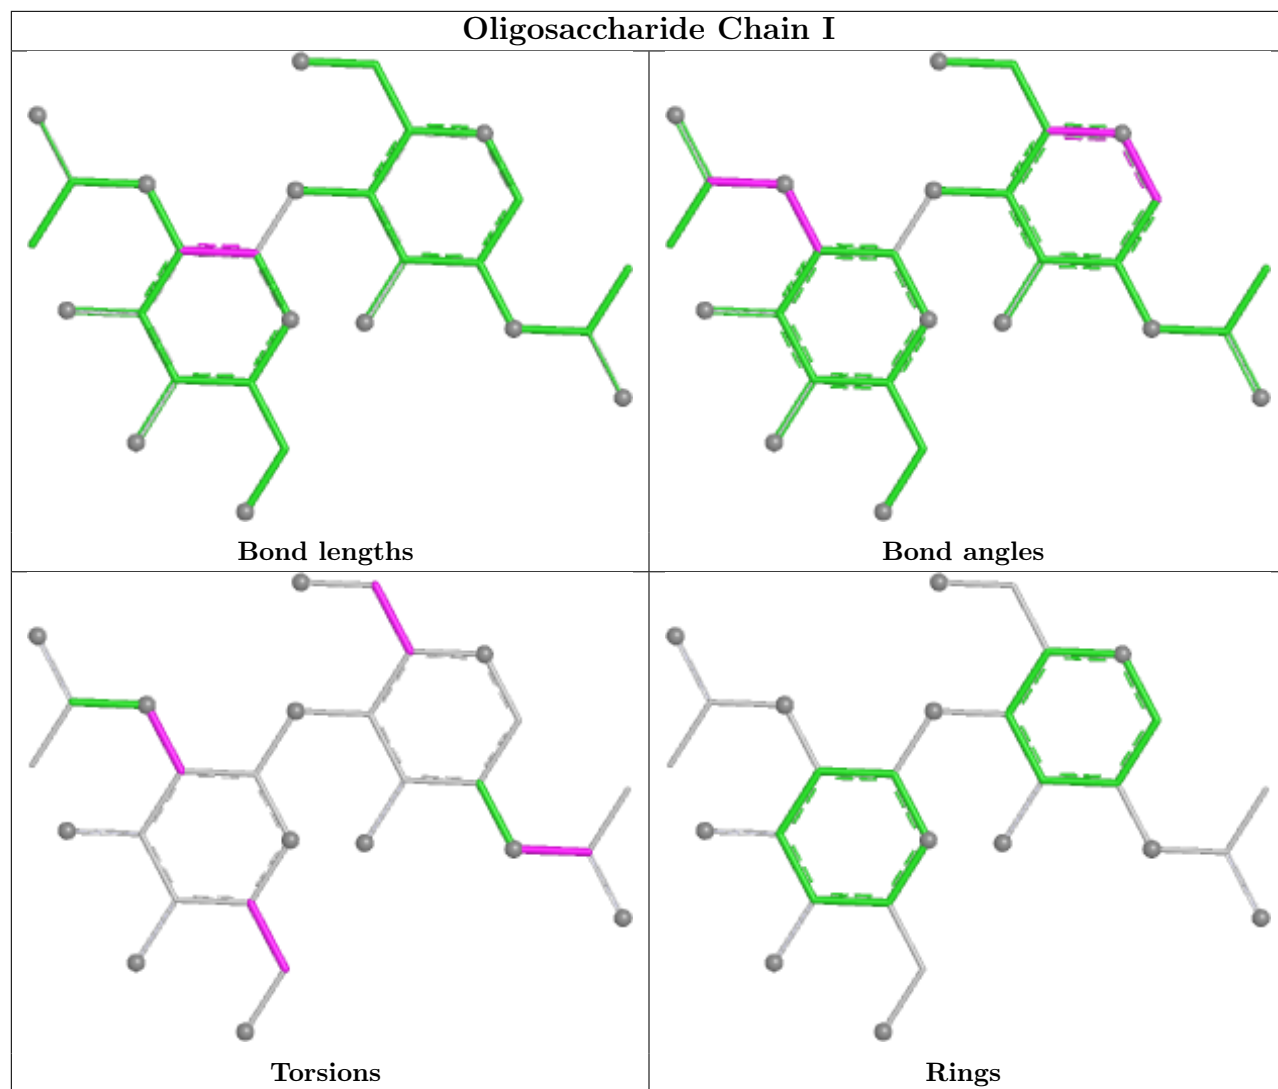 Oligosaccharide Chain I
Bond lengths
Bond angles
Torsions
Rings